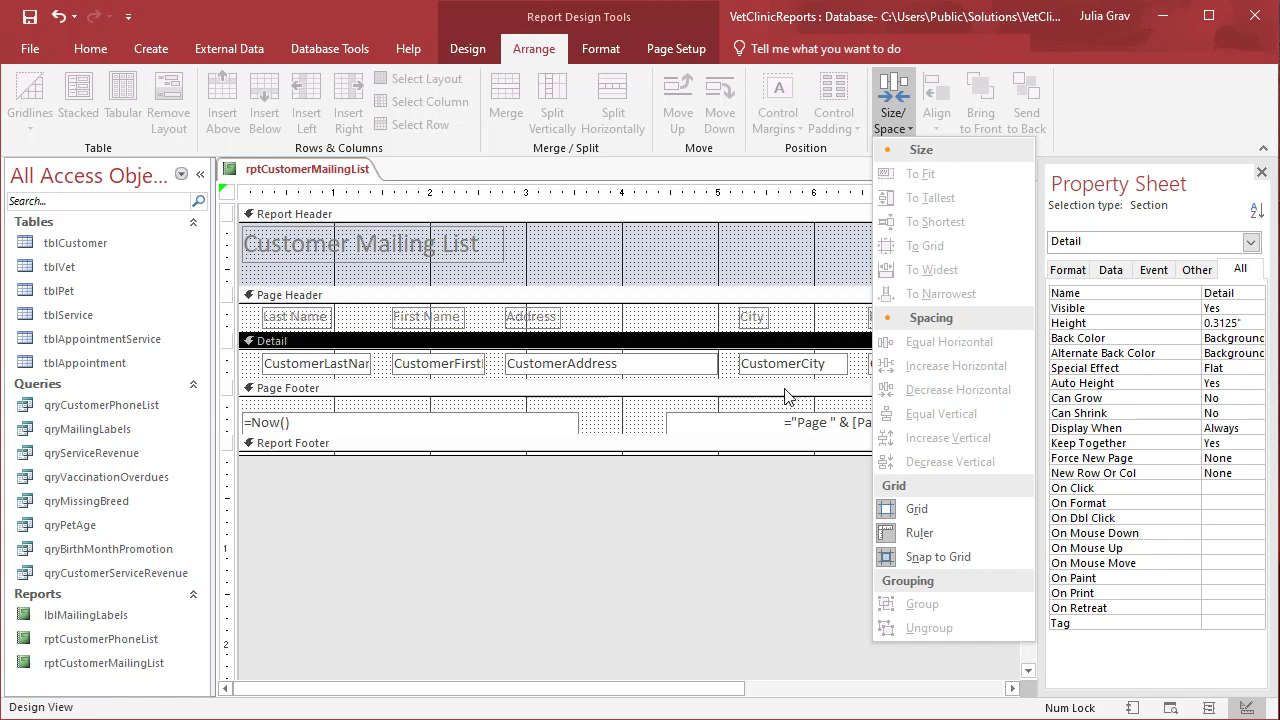 Report Design Tools
VetClinicReports : Database- C:\Users\Public\Solutions\VetCli...
Julia Grav
File
Home
Create
External Data
Database Tools
Help
Design
Arrange
Format
Page Setup
Tell me what you want to do
Gridlines
Stacked
Tabular
Remove Layout
Table
Insert Above
Insert Below
Insert Left
Insert Right
Select Layout
Select Column
Select Row
Rows & Columns
Merge
Split Vertically
Split Horizontally
Merge / Split
Move Up
Move Down
Move
Control Margins
Control Padding
Position
Size/ Space
Align
Bring to Front
Send to Back
All Access Obje...
Search...
Tables
tblCustomer
tblVet
tblPet
tblService
tblAppointmentService
tblAppointment
Queries
qryCustomerPhoneList
qryMailingLabels
qryServiceRevenue
qryVaccinationOverdues
qryMissingBreed
qryPetAge
qryBirthMonthPromotion
qryCustomerServiceRevenue
Reports
lblMailingLabels
rptCustomerPhoneList
rptCustomerMailingList
rptCustomerMailingList
1 2 3 4 5 6
Report Header
Customer Mailing List
Page Header
Last Name First Name Address City
Detail
CustomerLastNar CustomerFirst CustomerAddress CustomerCity
Page Footer
=Now() ="Page " & [Pa
Report Footer
1
2
Size
To Fit
To Tallest
To Shortest
To Grid
To Widest
To Narrowest
Spacing
Equal Horizontal
Increase Horizontal
Decrease Horizontal
Equal Vertical
Increase Vertical
Decrease Vertical
Grid
Grid
Ruler
Snap to Grid
Grouping
Group
Ungroup
Property Sheet
Selection type: Section
Detail
Format Data Event Other All
Name Detail
Visible Yes
Height 0.3125"
Back Color Background
Alternate Back Color Background
Special Effect Flat
Auto Height Yes
Can Grow No
Can Shrink No
Display When Always
Keep Together Yes
Force New Page None
New Row Or Col None
On Click
On Format
On Dbl Click
On Mouse Down
On Mouse Up
On Mouse Move
On Paint
On Print
On Retreat
Tag
Design View
Num Lock